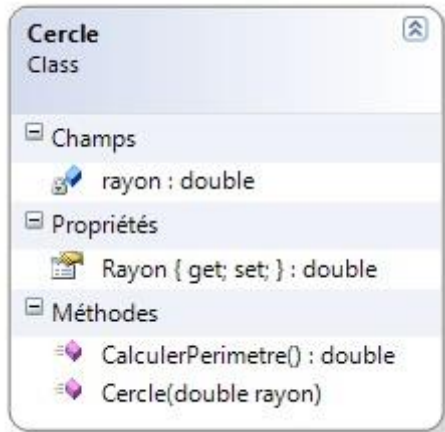 Cercle
Class
Champs
rayon : double
Propriétés
Rayon { get; set; } : double
Méthodes
CalculerPerimetre() : double
Cercle(double rayon)